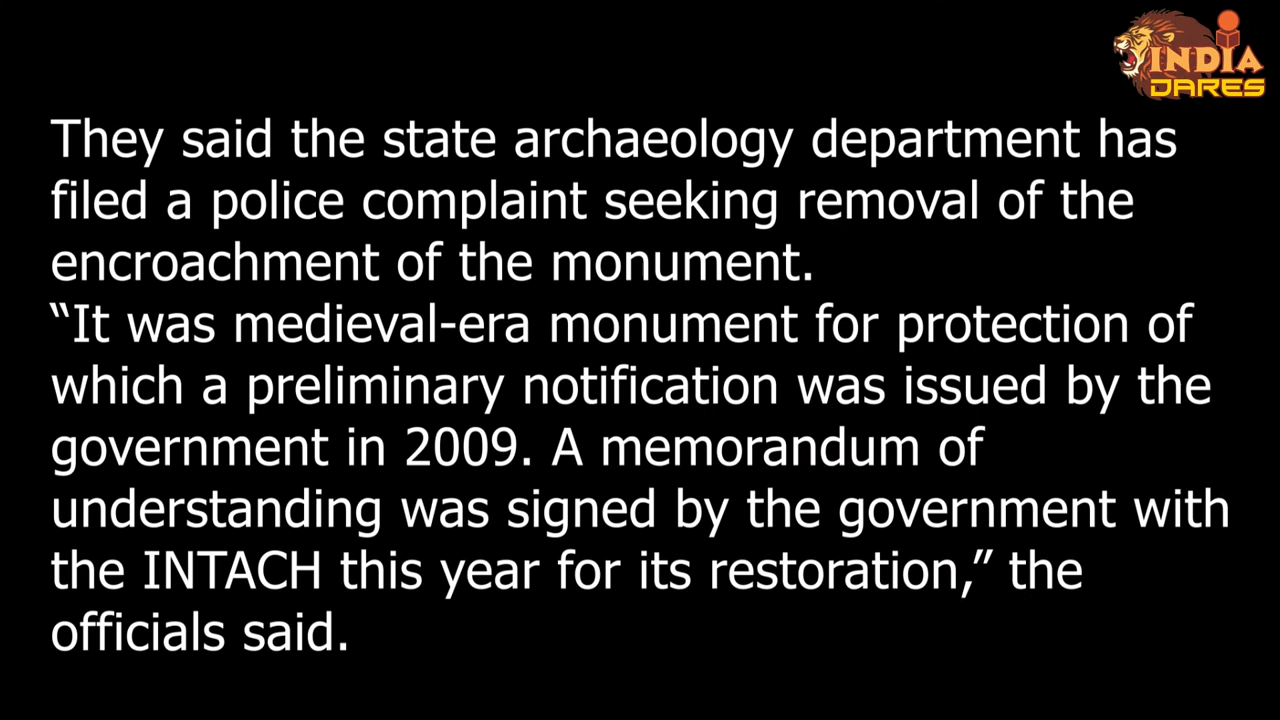 INDIA
DARES
They said the state archaeology department has
filed a police complaint seeking removal of the
encroachment of the monument.
“It was medieval-era monument for protection of
which a preliminary notification was issued by the
government in 2009. A memorandum of
understanding was signed by the government with
the INTACH this year for its restoration,” the
officials said.